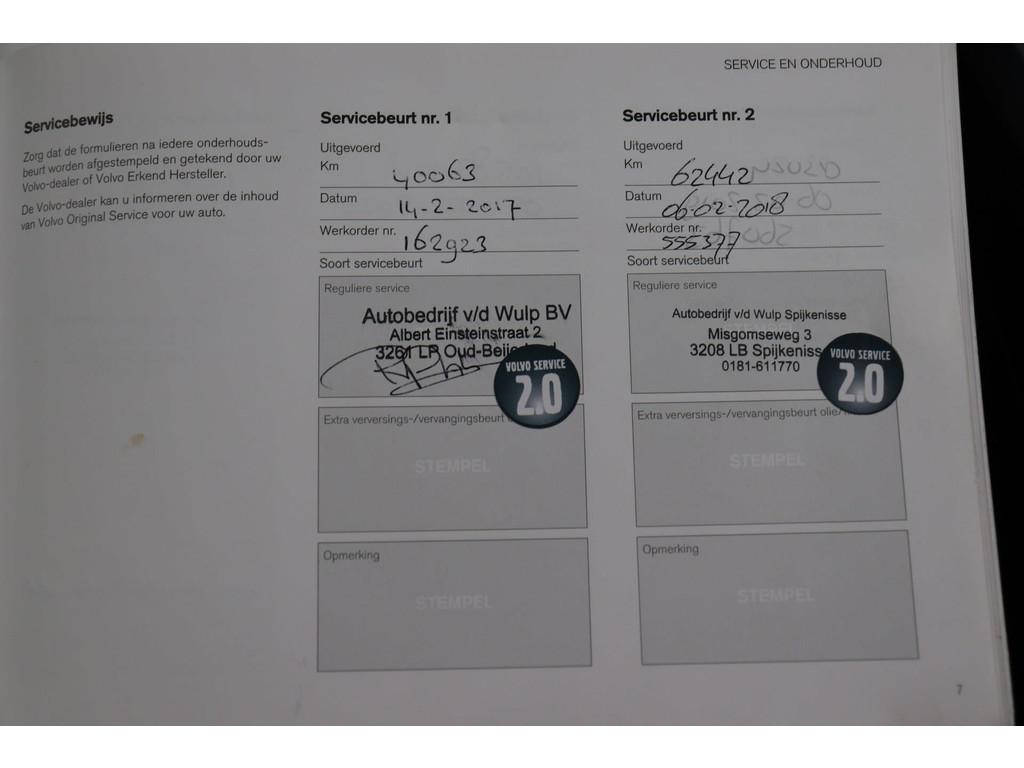 SERVICE EN ONDERHOUD
Servicebewijs
Zorg dat de formulieren na iedere onderhouds-
beurt worden afgestempeld en getekend door uw
Volvo-dealer of Volvo Erkend Hersteller.
De Volvo-dealer kan u informeren over de inhoud
van Volvo Original Service voor uw auto.
Servicebeurt nr. 1
Uitgevoerd
Km 40063
Datum 14-2-2017
Werkorder nr. 162923
Soort servicebeurt
Reguliere service
Autobedrijf v/d Wulp BV
Albert Einsteinstraat 2
3261 LP Oud-Beije
VOLVO SERVICE
2.0
Extra verversings-/vervangingsbeurt
STEMPEL
Opmerking
STEMPEL
Servicebeurt nr. 2
Uitgevoerd
Km 62442
Datum 06-02-2018
Werkorder nr. 555377
Soort servicebeurt
Reguliere service
Autobedrijf v/d Wulp Spijkenisse
Misgomseweg 3
3208 LB Spijkeniss
0181-611770
VOLVO SERVICE
2.0
Extra verversings-/vervangingsbeurt olie/
STEMPEL
Opmerking
STEMPEL
7